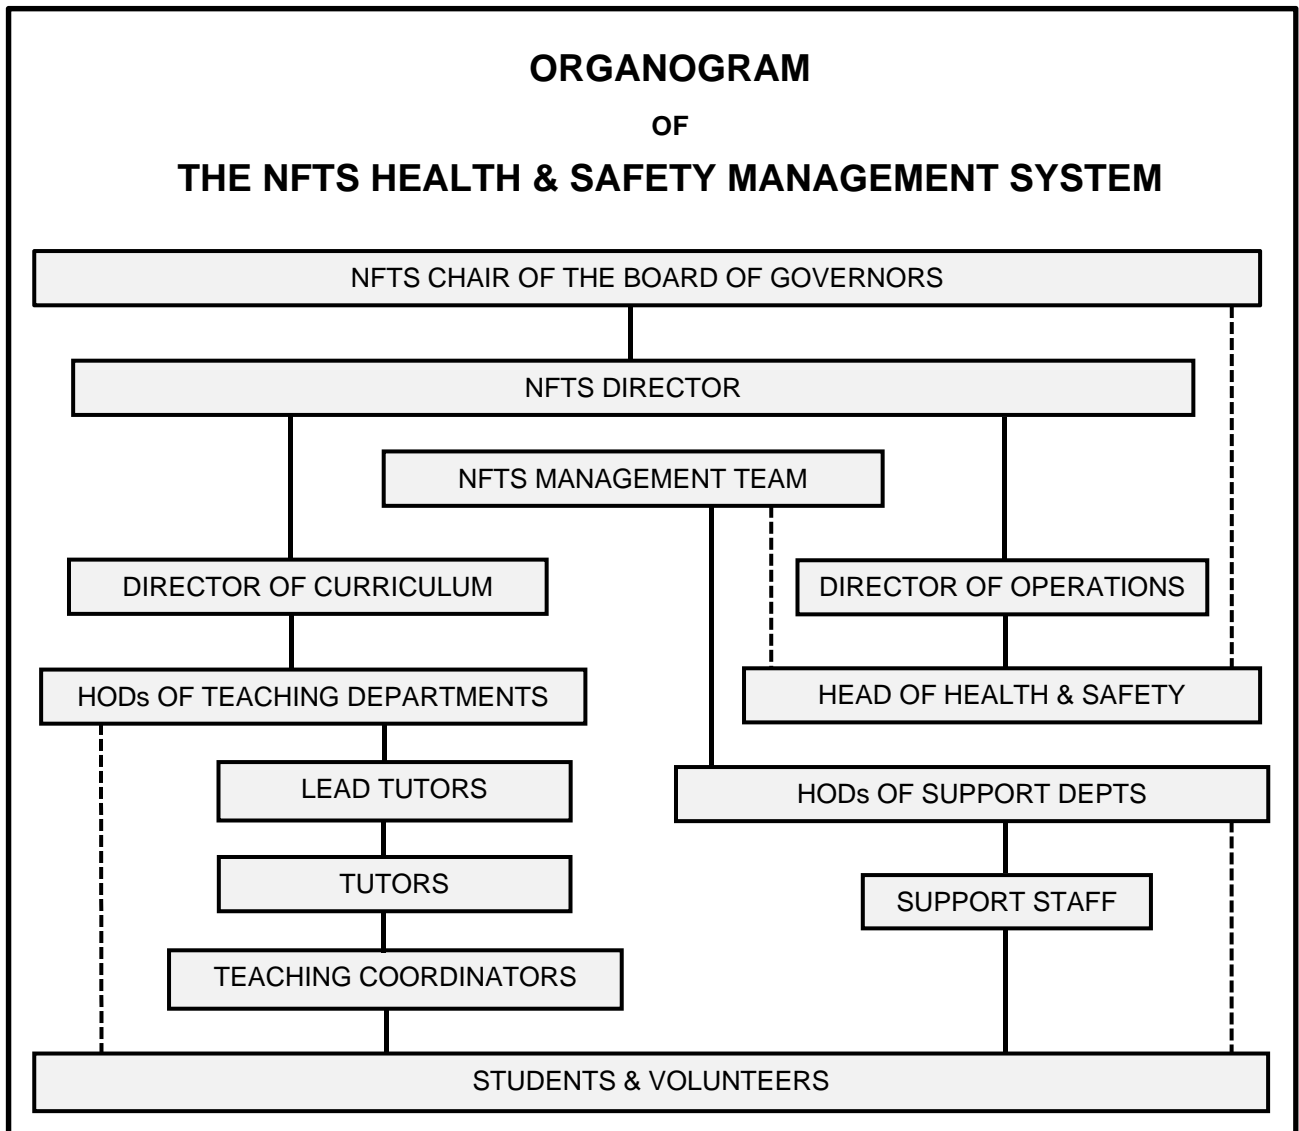 ORGANOGRAM
OF
THE NFTS HEALTH & SAFETY MANAGEMENT SYSTEM
NFTS CHAIR OF THE BOARD OF GOVERNORS
NFTS DIRECTOR
NFTS MANAGEMENT TEAM
DIRECTOR OF CURRICULUM
DIRECTOR OF OPERATIONS
HODs OF TEACHING DEPARTMENTS
HEAD OF HEALTH & SAFETY
LEAD TUTORS
HODs OF SUPPORT DEPTS
TUTORS
SUPPORT STAFF
TEACHING COORDINATORS
STUDENTS & VOLUNTEERS